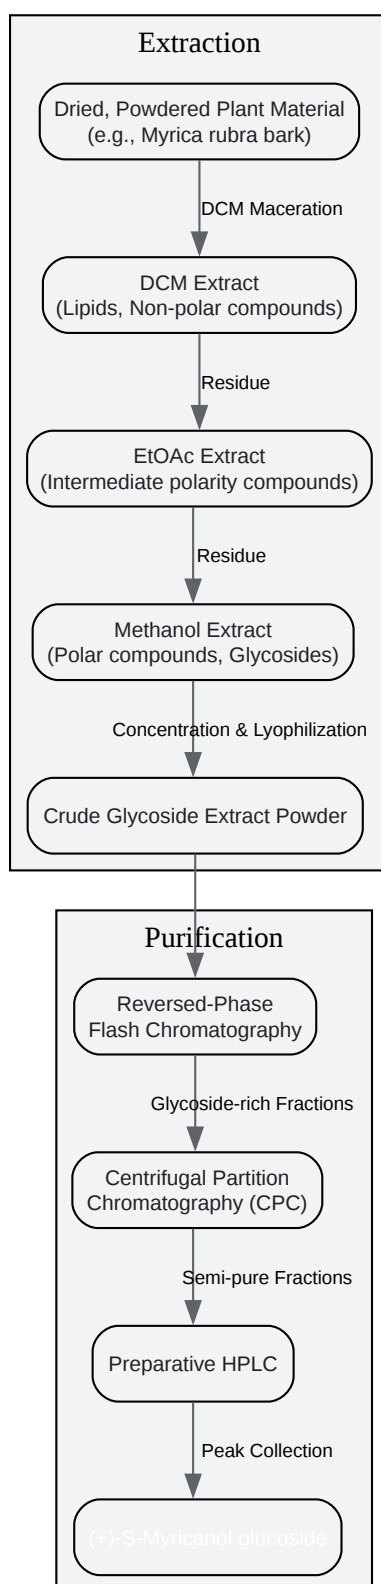 Extraction
Dried, Powdered Plant Material
(e.g., Myrica rubra bark)
DCM Maceration
DCM Extract
(Lipids, Non-polar compounds)
Residue
EtOAc Extract
(Intermediate polarity compounds)
Residue
Methanol Extract
(Polar compounds, Glycosides)
Concentration & Lyophilization
Crude Glycoside Extract Powder
Purification
Reversed-Phase
Flash Chromatography
Glycoside-rich Fractions
Centrifugal Partition
Chromatography (CPC)
Semi-pure Fractions
Preparative HPLC
Peak Collection
(+)-S-Myricanol glucoside